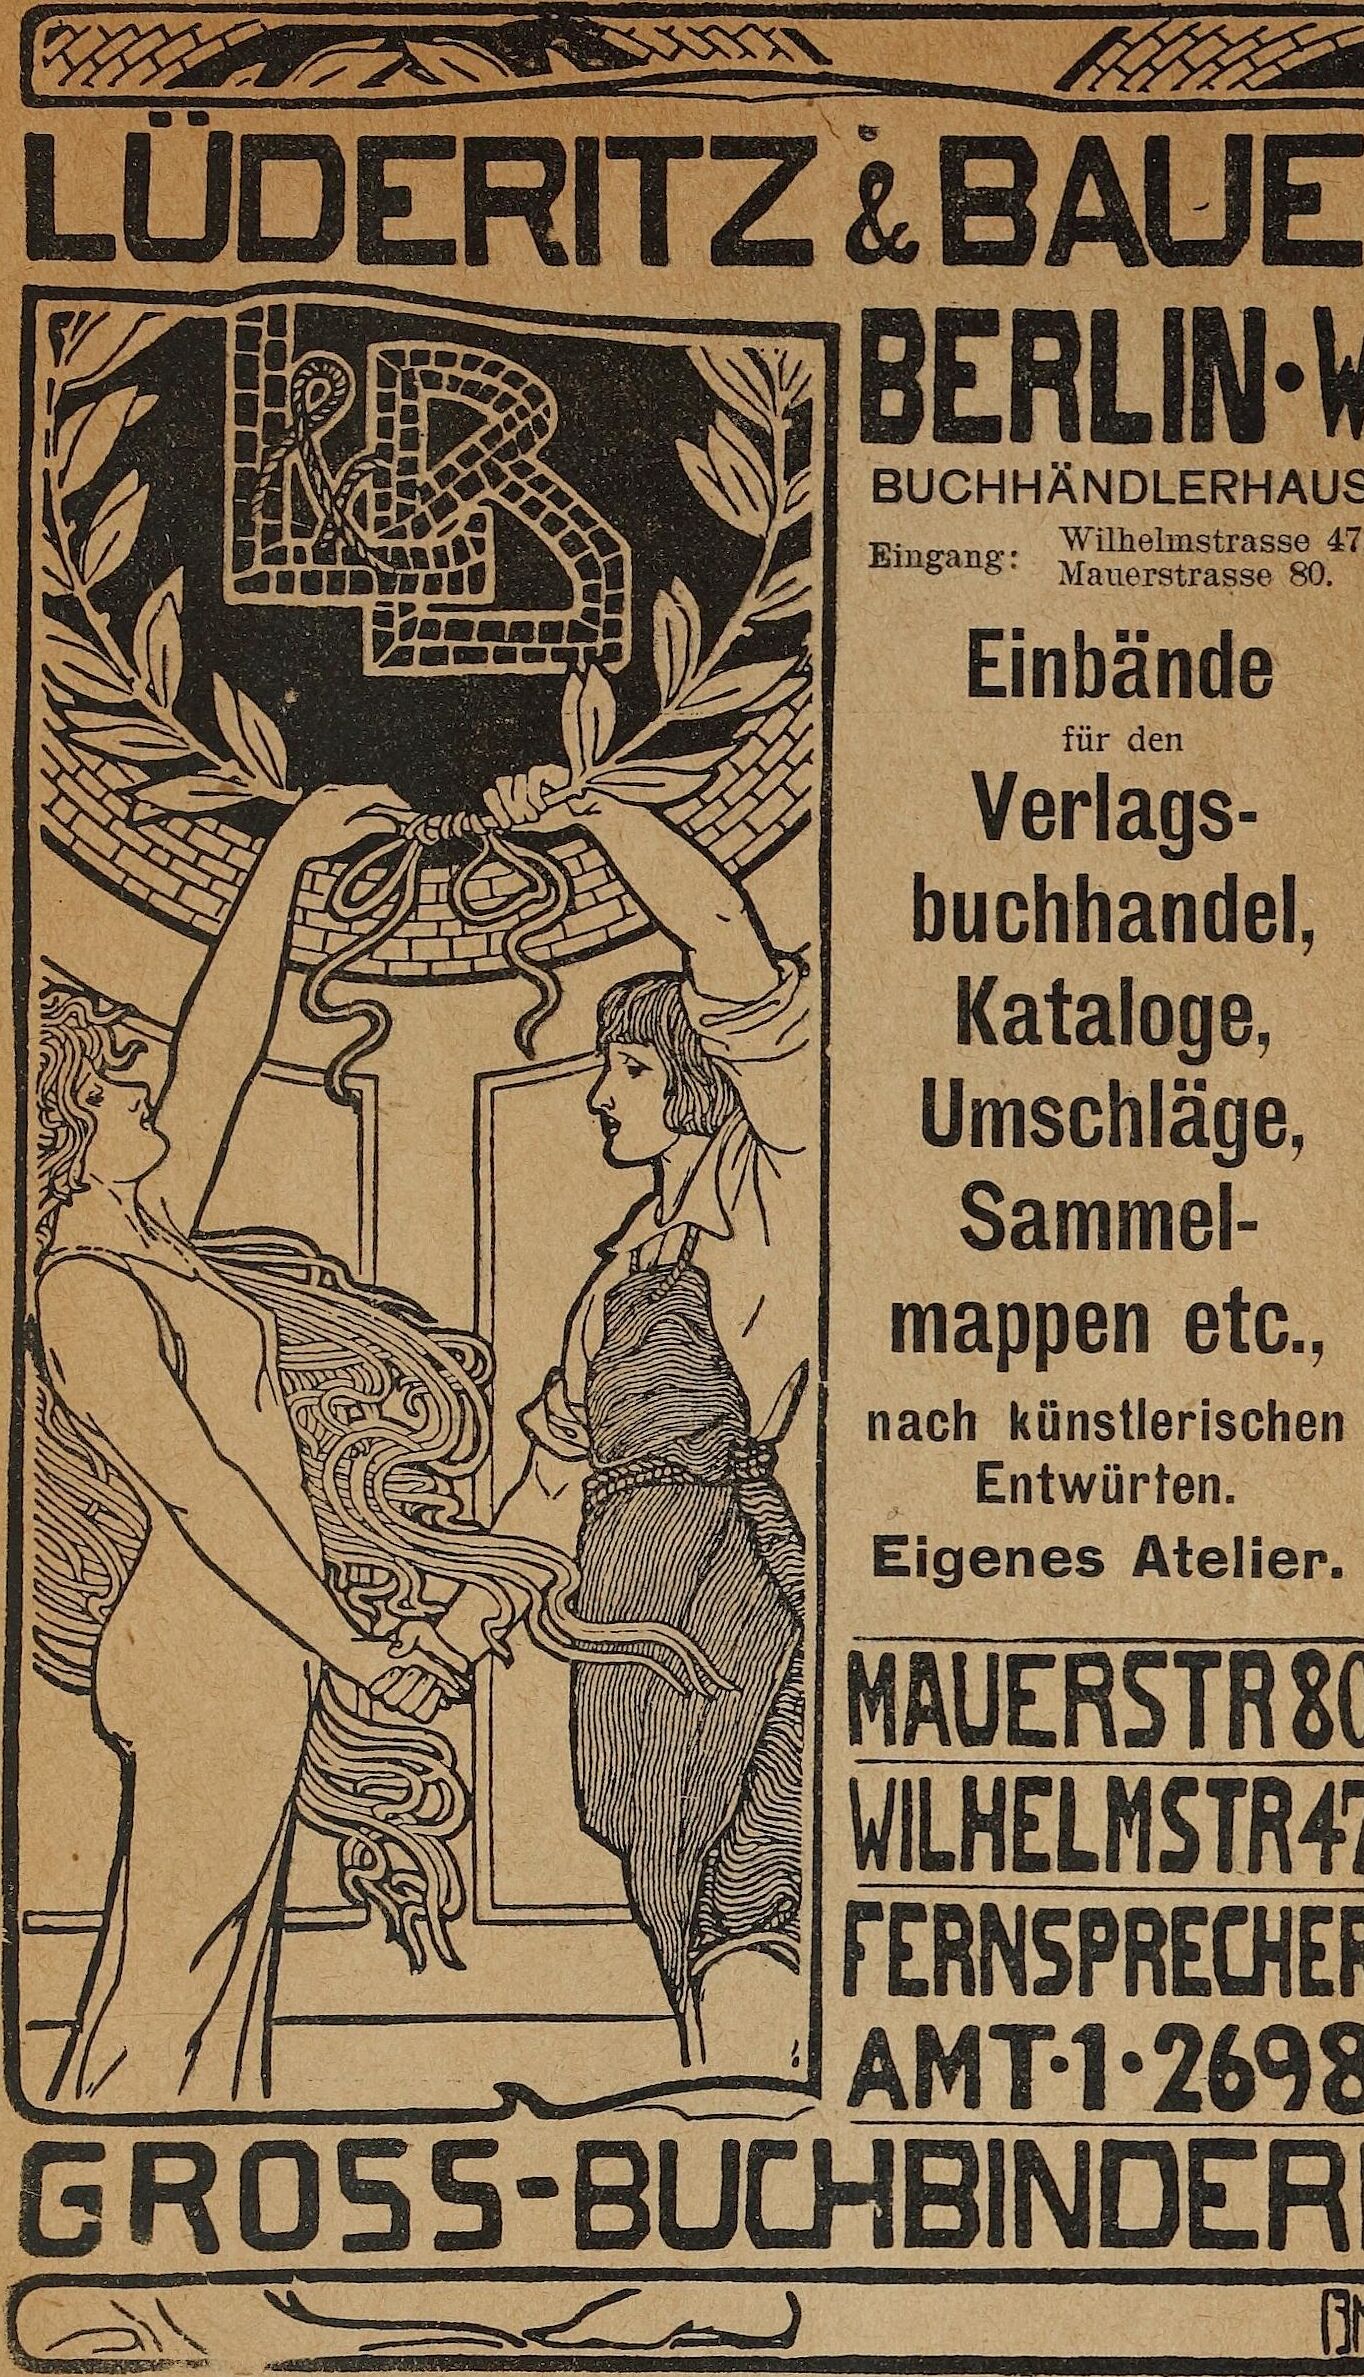 LÜDERITZ & BAUE
BERLIN · W
BUCHHÄNDLERHAUS
Eingang: Wilhelmstrasse 47
Mauerstrasse 80.
Einbände
für den
Verlags-
buchhandel,
Kataloge,
Umschläge,
Sammel-
mappen etc.,
nach künstlerischen
Entwürfen.
Eigenes Atelier.
MAUERSTR 80
WILHELMSTR 47
FERNSPRECHER
AMT · 1 · 2698
GROSS-BUCHBINDERE